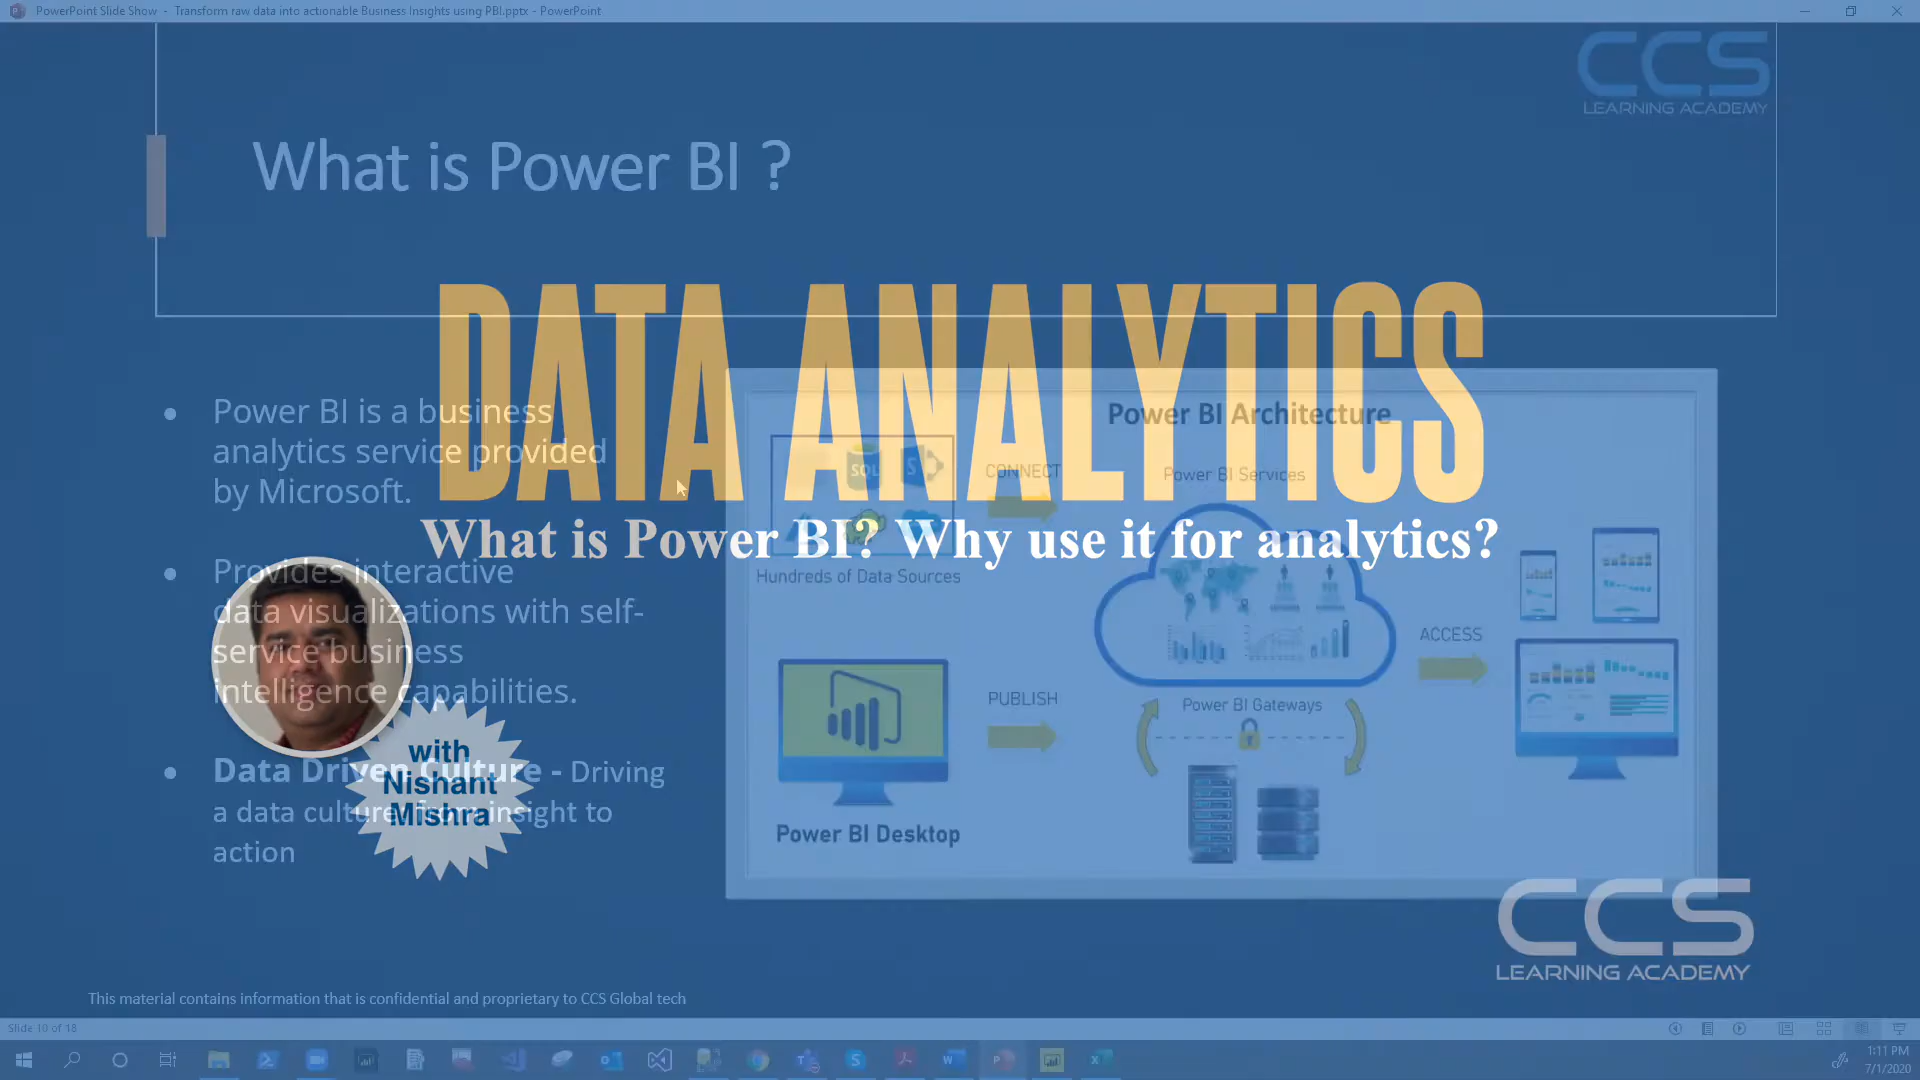 PowerPoint Slide Show - Transform raw data into actionable Business Insights using PBI.pptx - PowerPoint
CCS
LEARNING ACADEMY
What is Power BI ?
DATA ANALYTICS
What is Power BI? Why use it for analytics?
Power BI is a business
analytics service provided
by Microsoft.
Provides interactive
data visualizations with self-
service business
intelligence capabilities.
Data Driven Culture - Driving
a data culture from insight to
action
with
Nishant
Mishra
Power BI Architecture
SQL
CONNECT
Power BI Services
Hundreds of Data Sources
ACCESS
PUBLISH
Power BI Gateways
Power BI Desktop
CCS
LEARNING ACADEMY
This material contains information that is confidential and proprietary to CCS Global tech
Slide 10 of 18
1:11 PM
7/1/2020